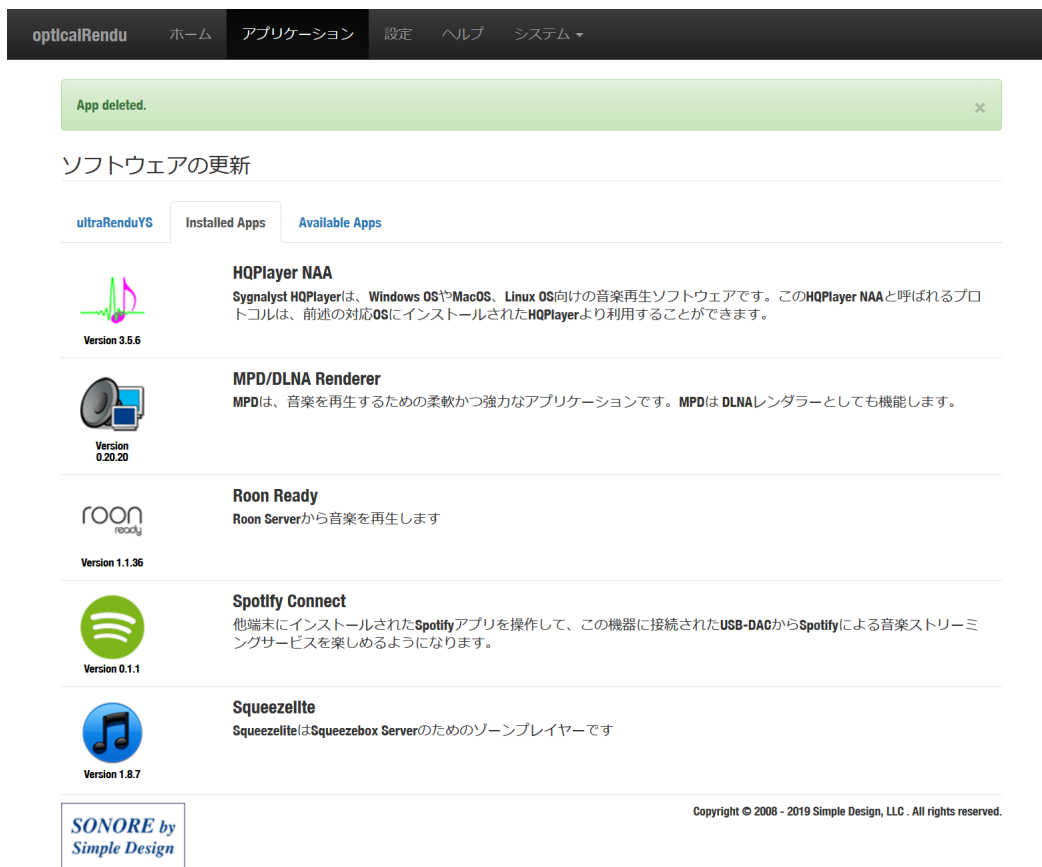 opticalRendu ホーム アプリケーション 設定 ヘルプ システム
App deleted. ×
ソフトウェアの更新
ultraRenduYS Installed Apps Available Apps
HQPlayer NAA
Sygnalyst HQPlayerは、Windows OSやMacOS、Linux OS向けの音楽再生ソフトウェアです。このHQPlayer NAAと呼ばれるプロ
トコルは、前述の対応OSにインストールされたHQPlayerより利用することができます。
Version 3.5.6
MPD/DLNA Renderer
MPDは、音楽を再生するための柔軟かつ強力なアプリケーションです。MPDは DLNAレンダラーとしても機能します。
Version
0.20.20
Roon Ready
Roon Serverから音楽を再生します
roon
ready
Version 1.1.36
Spotify Connect
他端末にインストールされたSpotifyアプリを操作して、この機器に接続されたUSB-DACからSpotifyによる音楽ストリーミ
ングサービスを楽しめるようになります。
Version 0.1.1
Squeezelite
SqueezeliteはSqueezebox Serverのためのゾーンプレイヤーです
Version 1.8.7
SONORE by
Simple Design
Copyright © 2008 - 2019 Simple Design, LLC . All rights reserved.